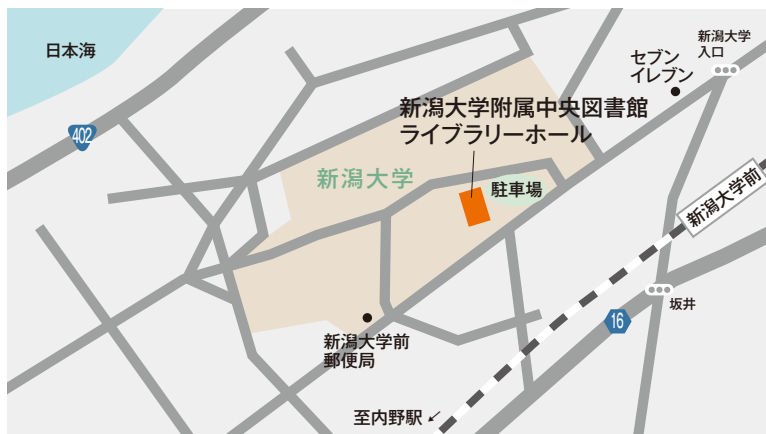 日本海
新潟大学
入口
セブン
イレブン
402
新潟大学附属中央図書館
ライブラリーホール
新潟大学
駐車場
新潟大学前
坂井
16
新潟大学前
郵便局
至内野駅↙